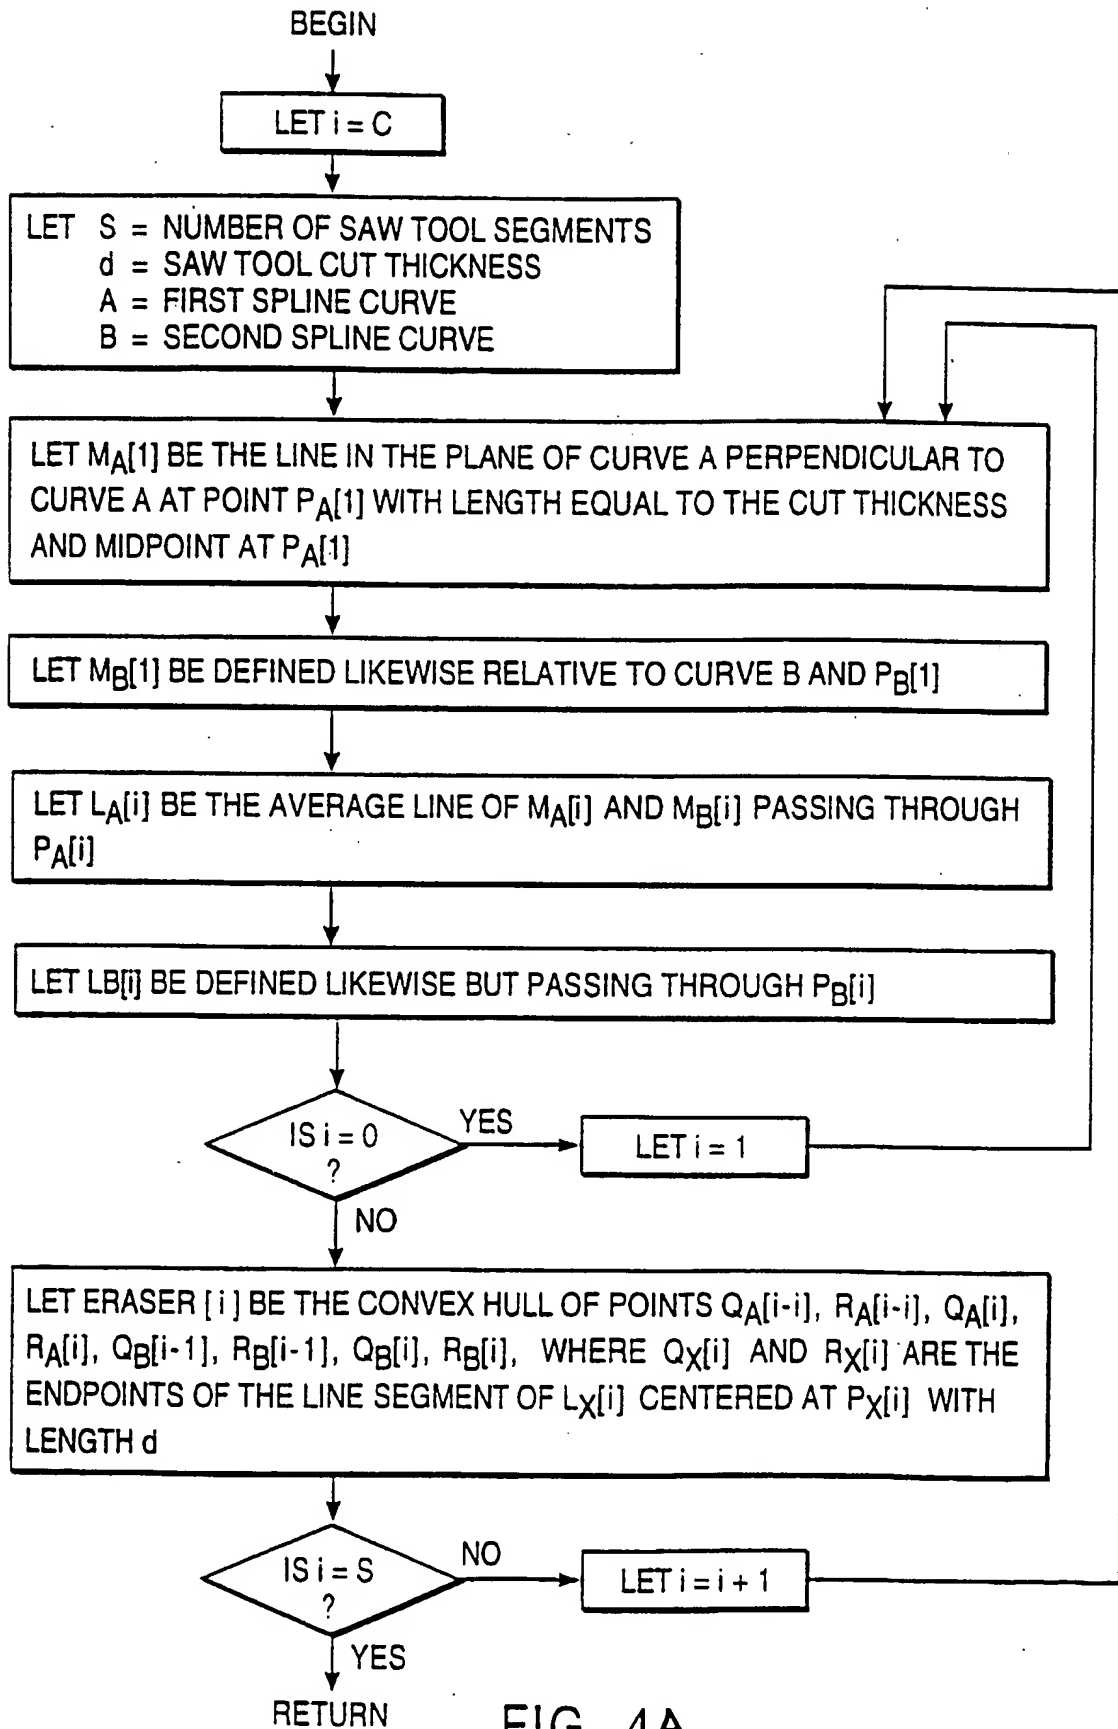 BEGIN
LET i = C
LET S = NUMBER OF SAW TOOL SEGMENTS
d = SAW TOOL CUT THICKNESS
A = FIRST SPLINE CURVE
B = SECOND SPLINE CURVE
LET MA[1] BE THE LINE IN THE PLANE OF CURVE A PERPENDICULAR TO
CURVE A AT POINT PA[1] WITH LENGTH EQUAL TO THE CUT THICKNESS
AND MIDPOINT AT PA[1]
LET MB[1] BE DEFINED LIKEWISE RELATIVE TO CURVE B AND PB[1]
LET LA[i] BE THE AVERAGE LINE OF MA[i] AND MB[i] PASSING THROUGH
PA[i]
LET LB[i] BE DEFINED LIKEWISE BUT PASSING THROUGH PB[i]
IS i = 0
?
YES
LET i = 1
NO
LET ERASER [ i ] BE THE CONVEX HULL OF POINTS QA[i-i], RA[i-i], QA[i],
RA[i], QB[i-1], RB[i-1], QB[i], RB[i], WHERE QX[i] AND RX[i] ARE THE
ENDPOINTS OF THE LINE SEGMENT OF LX[i] CENTERED AT PX[i] WITH
LENGTH d
IS i = S
?
NO
LET i = i + 1
YES
RETURN
FIG. 4A